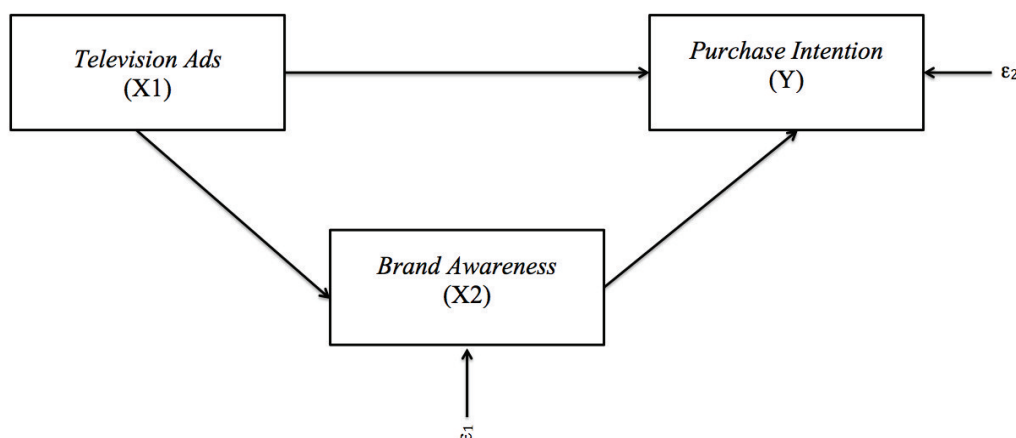 Television Ads
(X1)
Purchase Intention
(Y)
ε2
Brand Awareness
(X2)
ε1